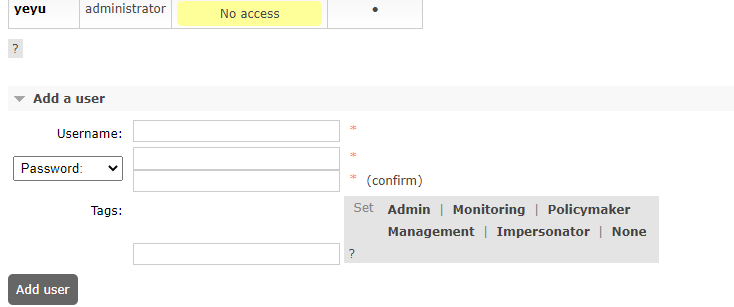 yeyu administrator No access •
?
Add a user
Username: *
Password: *
* (confirm)
Tags: Set Admin | Monitoring | Policymaker
Management | Impersonator | None
?
Add user